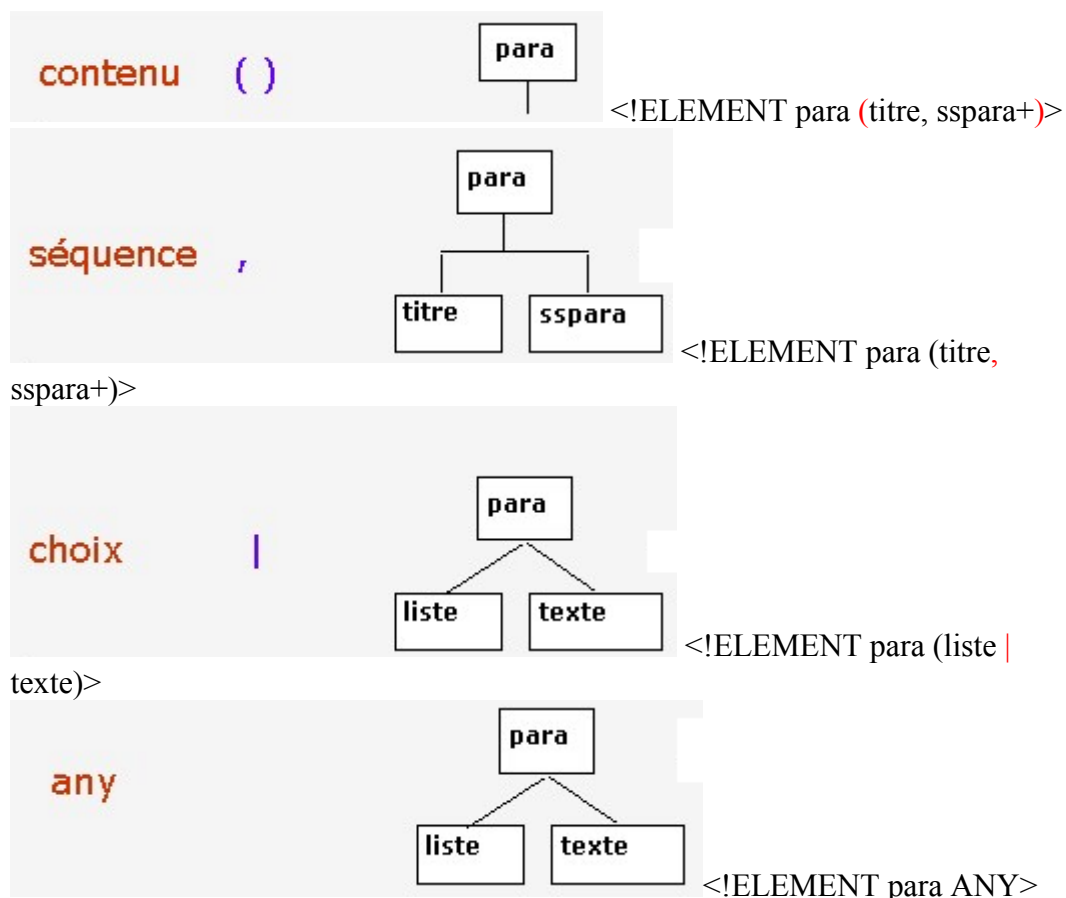 para
contenu ( )
<!ELEMENT para (titre, sspara+)>
para
séquence ,
titre sspara
<!ELEMENT para (titre,
sspara+)>
para
choix |
liste texte
<!ELEMENT para (liste |
texte)>
para
any
liste texte
<!ELEMENT para ANY>